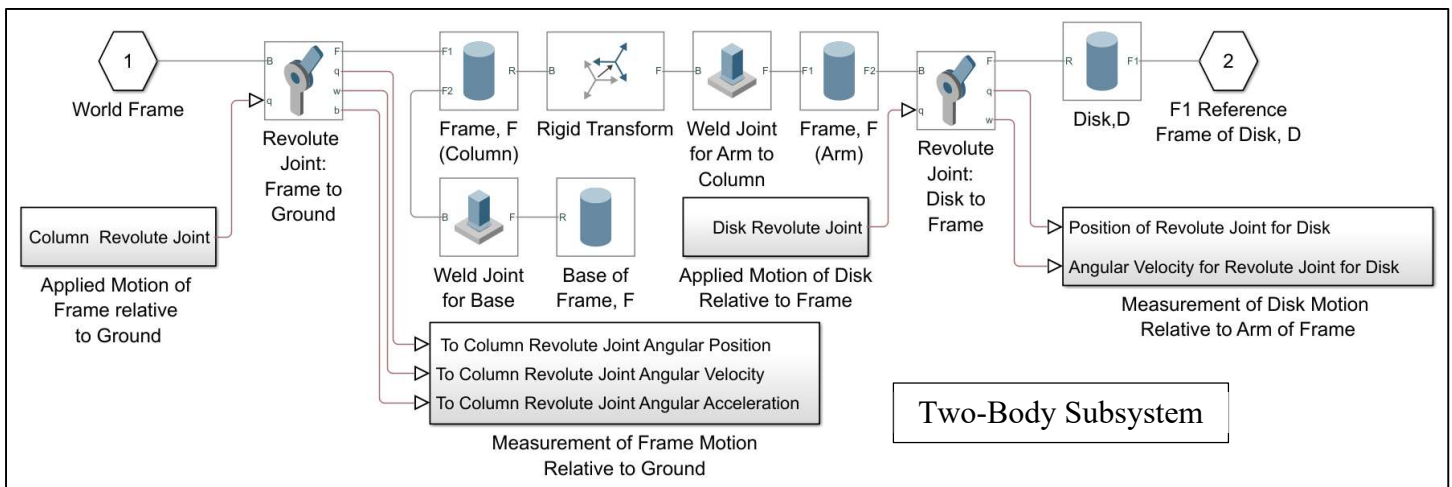 1
World Frame
B
q
F
q
w
b
Revolute
Joint:
Frame to
Ground
F1
F2
R
Frame, F
(Column)
B
F
Rigid Transform
B
F
Weld Joint
for Arm to
Column
F1
F2
Frame, F
(Arm)
B
q
F
q
w
Revolute
Joint:
Disk to
Frame
R
F1
Disk,D
2
F1 Reference
Frame of Disk, D
Column Revolute Joint
Applied Motion of
Frame relative
to Ground
B
F
Weld Joint
for Base
R
Base of
Frame, F
Disk Revolute Joint
Applied Motion of Disk
Relative to Frame
Position of Revolute Joint for Disk
Angular Velocity for Revolute Joint for Disk
Measurement of Disk Motion
Relative to Arm of Frame
To Column Revolute Joint Angular Position
To Column Revolute Joint Angular Velocity
To Column Revolute Joint Angular Acceleration
Measurement of Frame Motion
Relative to Ground
Two-Body Subsystem